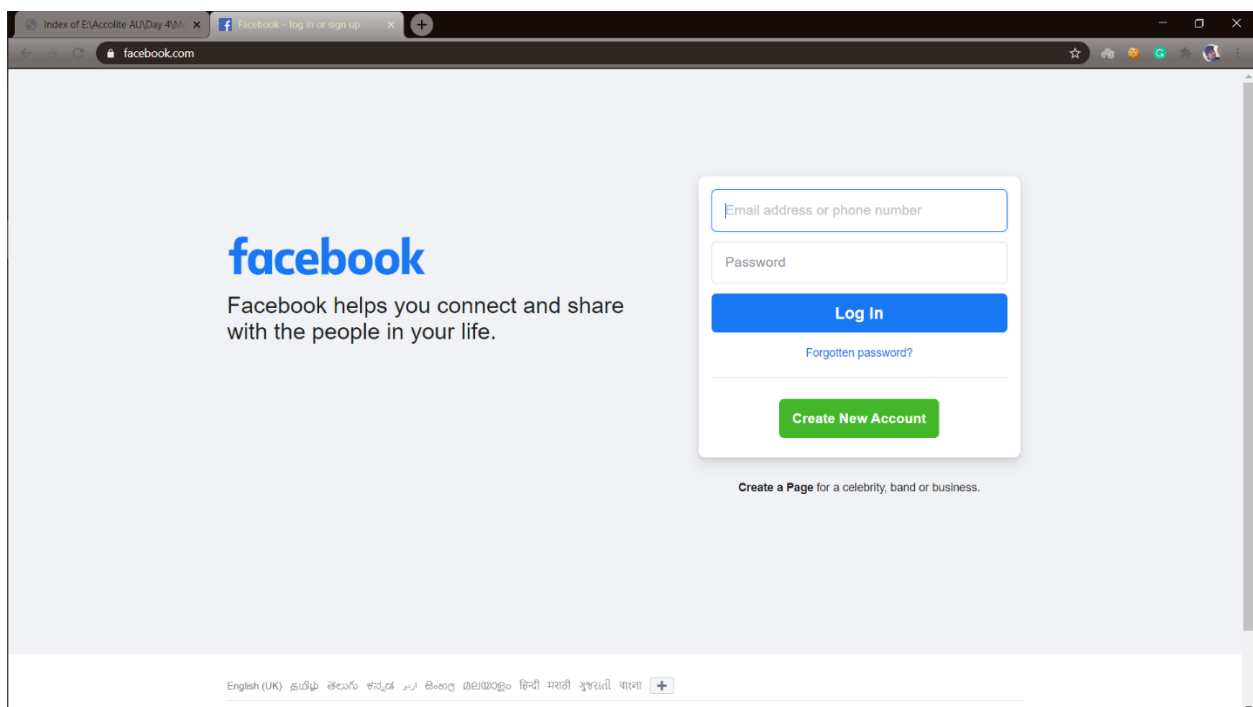 Index of E:\Accolite AU\Day 4\Mo
Facebook – log in or sign up
facebook.com
facebook
Facebook helps you connect and share
with the people in your life.
Email address or phone number
Password
Log In
Forgotten password?
Create New Account
Create a Page for a celebrity, band or business.
English (UK) தமிழ் తెలుగు ಕನ್ನಡ اردو සිංහල മലയാളം हिन्दी मराठी ગુજરાતી বাংলা